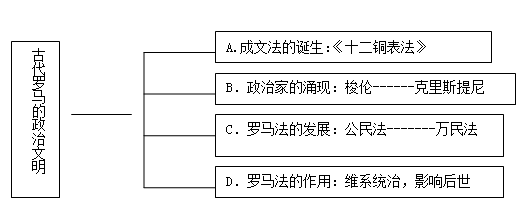 古代罗马的政治文明
A.成文法的诞生:《十二铜表法》
B. 政治家的涌现: 梭伦------克里斯提尼
C. 罗马法的发展: 公民法-------万民法
D. 罗马法的作用: 维系统治, 影响后世